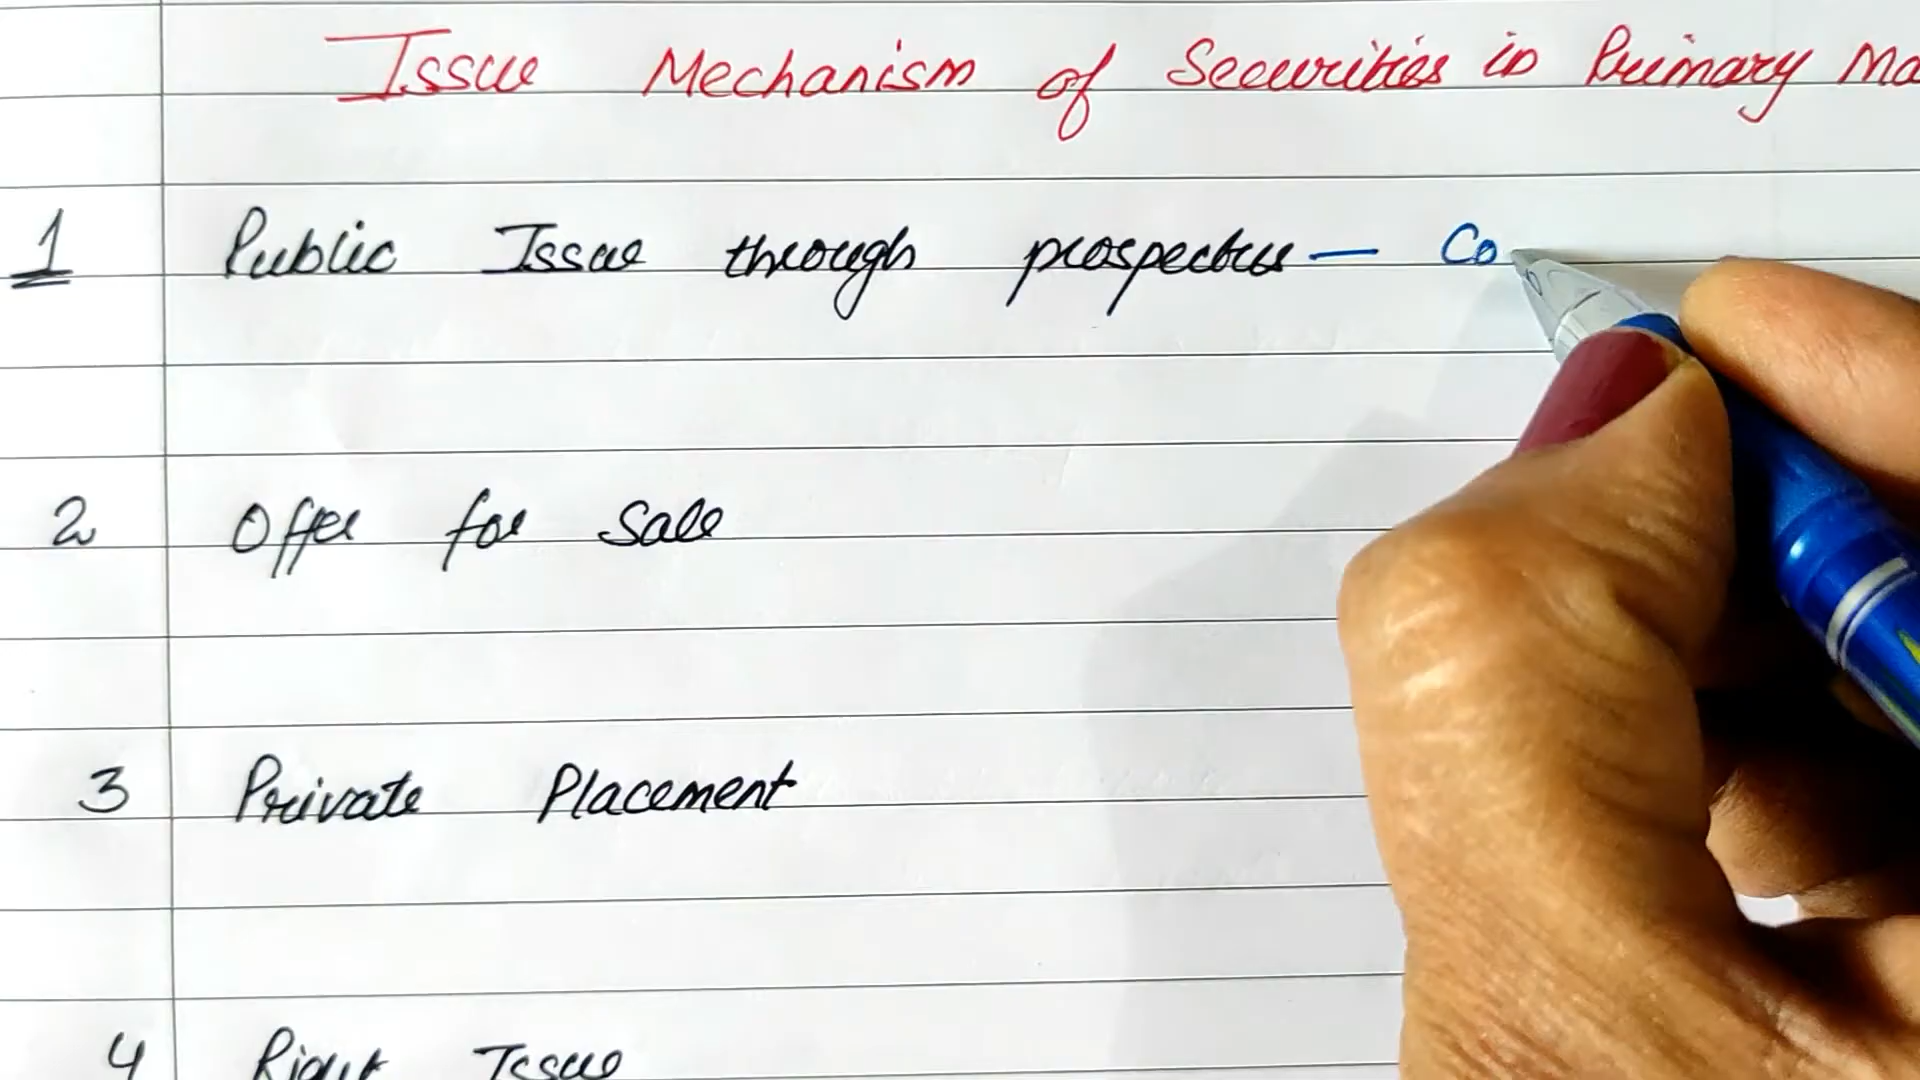 Issue Mechanism of Securities in Primary Ma
1 Public Issue through prospectus — Co
2 Offer for Sale
3 Private Placement
4 Right Issue